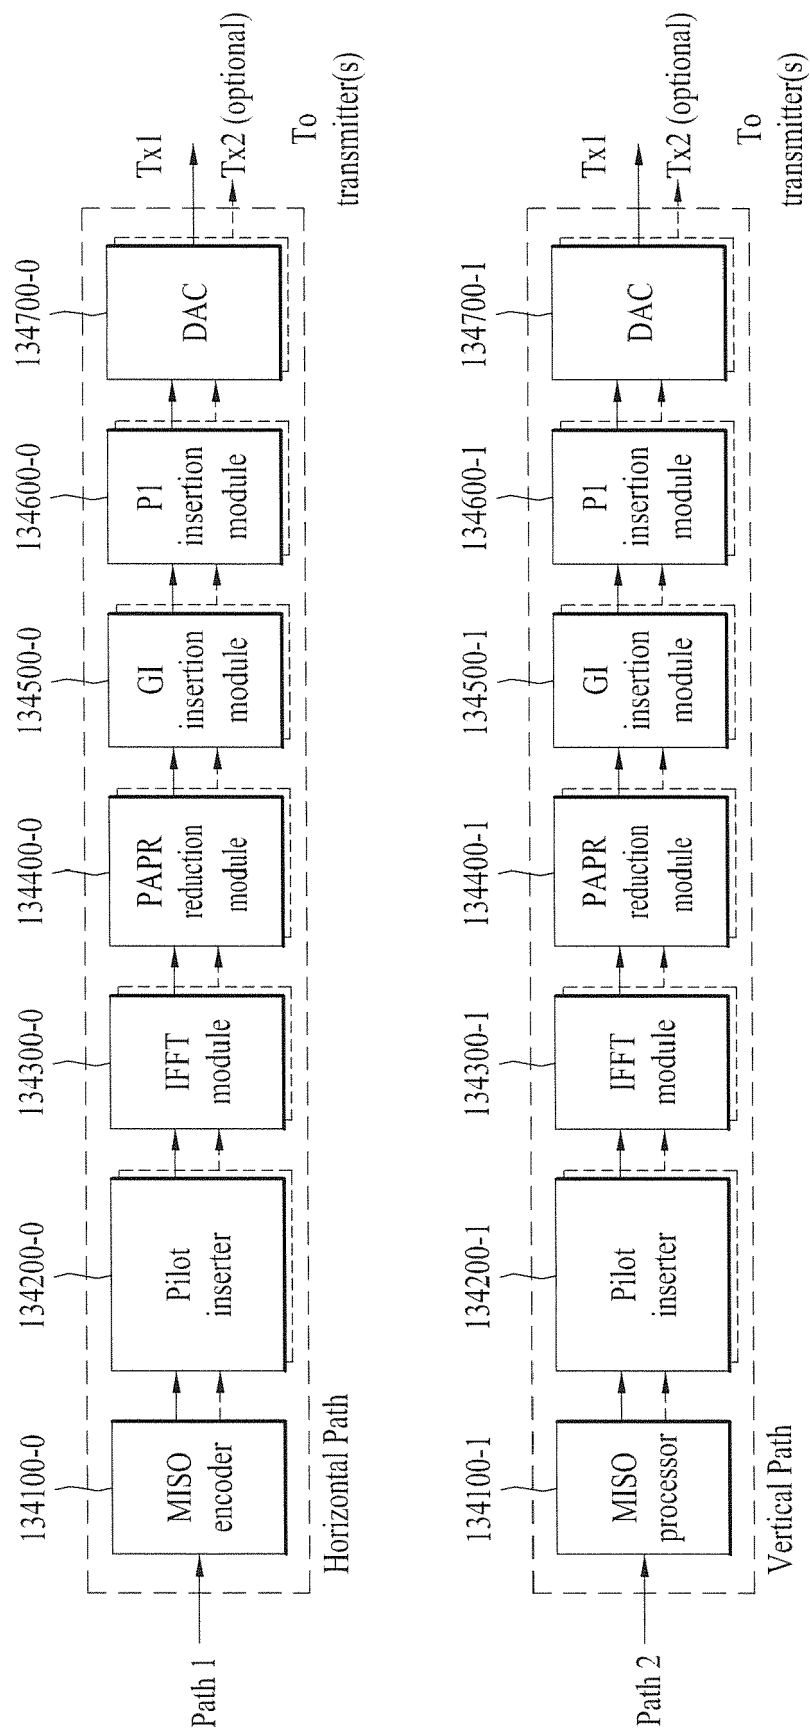 134100-0
134200-0
134300-0
134400-0
134500-0
134600-0
134700-0
Path 1
MISO
encoder
Pilot
inserter
IFFT
module
PAPR
reduction
module
GI
insertion
module
P1
insertion
module
DAC
Tx1
Tx2 (optional)
To
transmitter(s)
Horizontal Path
134100-1
134200-1
134300-1
134400-1
134500-1
134600-1
134700-1
Path 2
MISO
processor
Pilot
inserter
IFFT
module
PAPR
reduction
module
GI
insertion
module
P1
insertion
module
DAC
Tx1
Tx2 (optional)
To
transmitter(s)
Vertical Path